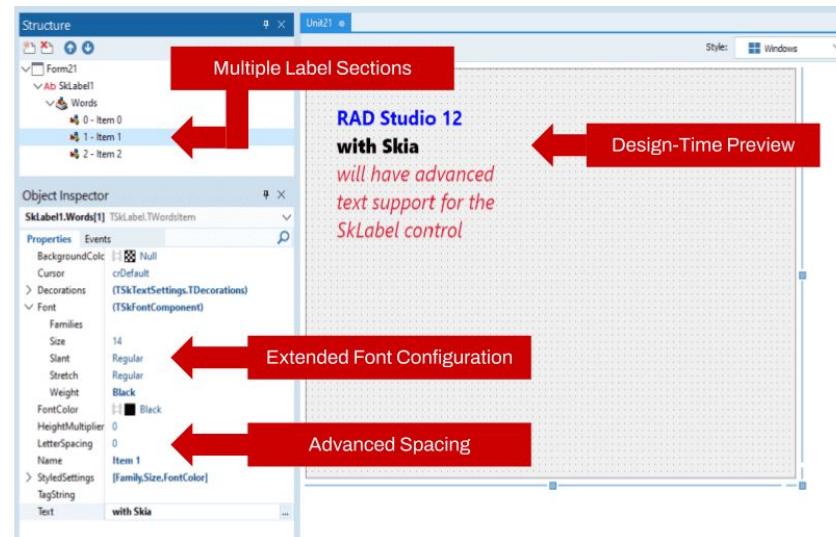 Structure
Form21
Ab SkLabel1
Words
0 - Item 0
1 - Item 1
2 - Item 2
Multiple Label Sections
Object Inspector
SkLabel1.Words[1] TSkLabel.TWordsItem
Properties Events
BackgroundColc Null
Cursor crDefault
Decorations (TSkTextSettings.TDecorations)
Font (TSkFontComponent)
Families
Size 14
Slant Regular
Stretch Regular
Weight Black
FontColor Black
HeightMultiplier 0
LetterSpacing 0
Name Item 1
StyledSettings [Family,Size,FontColor]
TagString
Text with Skia ...
Extended Font Configuration
Advanced Spacing
Unit21
Style: Windows
RAD Studio 12
with Skia
will have advanced
text support for the
SkLabel control
Design-Time Preview